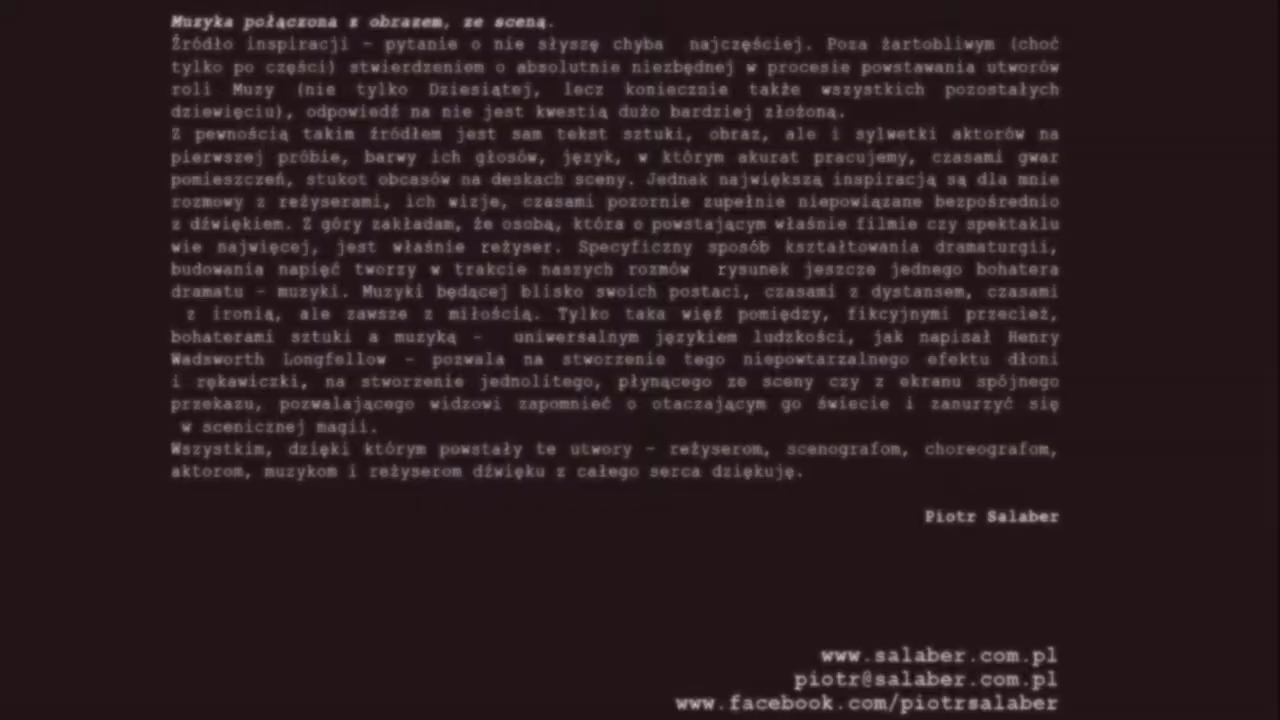 Muzyka połączona z obrazem, ze sceną.
Źródło inspiracji - pytanie o nie słyszę chyba  najczęściej. Poza żartobliwym (choć
tylko po części) stwierdzeniem o absolutnie niezbędnej w procesie powstawania utworów
roli Muzy (nie tylko Dziesiątej, lecz koniecznie także wszystkich pozostałych
dziewięciu), odpowiedź na nie jest kwestią dużo bardziej złożoną.
Z pewnością takim źródłem jest sam tekst sztuki, obraz, ale i sylwetki aktorów na
pierwszej próbie, barwy ich głosów, język, w którym akurat pracujemy, czasami gwar
pomieszczeń, stukot obcasów na deskach sceny. Jednak największą inspiracją są dla mnie
rozmowy z reżyserami, ich wizje, czasami pozornie zupełnie niepowiązane bezpośrednio
z dźwiękiem. Z góry zakładam, że osobą, która o powstającym właśnie filmie czy spektaklu
wie najwięcej, jest właśnie reżyser. Specyficzny sposób kształtowania dramaturgii,
budowania napięć tworzy w trakcie naszych rozmów  rysunek jeszcze jednego bohatera
dramatu - muzyki. Muzyki będącej blisko swoich postaci, czasami z dystansem, czasami
z ironią, ale zawsze z miłością. Tylko taka więź pomiędzy, fikcyjnymi przecież,
bohaterami sztuki a muzyką -  uniwersalnym językiem ludzkości, jak napisał Henry
Wadsworth Longfellow - pozwala na stworzenie tego niepowtarzalnego efektu dłoni
i rękawiczki, na stworzenie jednolitego, płynącego ze sceny czy z ekranu spójnego
przekazu, pozwalającego widzowi zapomnieć o otaczającym go świecie i zanurzyć się
w scenicznej magii.
Wszystkim, dzięki którym powstały te utwory - reżyserom, scenografom, choreografom,
aktorom, muzykom i reżyserom dźwięku z całego serca dziękuję.
Piotr Salaber
www.salaber.com.pl
piotr@salaber.com.pl
www.facebook.com/piotrsalaber